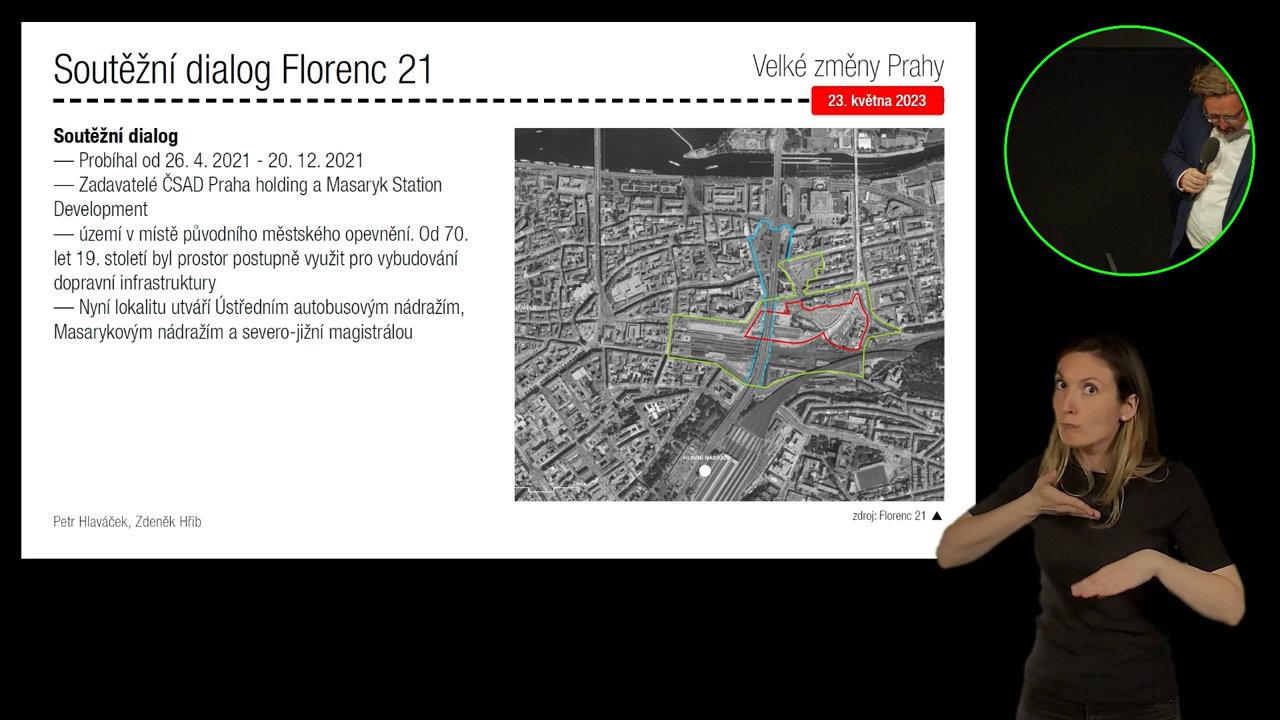 Soutěžní dialog Florenc 21
Velké změny Prahy
23. května 2023
Soutěžní dialog
— Probíhal od 26. 4. 2021 - 20. 12. 2021
— Zadavatelé ČSAD Praha holding a Masaryk Station
Development
— území v místě původního městského opevnění. Od 70.
let 19. století byl prostor postupně využit pro vybudování
dopravní infrastruktury
— Nyní lokalitu utváří Ústředním autobusovým nádražím,
Masarykovým nádražím a severo-jižní magistrálou
HLAVNÍ NÁDRAŽÍ
zdroj: Florenc 21 ▲
Petr Hlaváček, Zdeněk Hřib